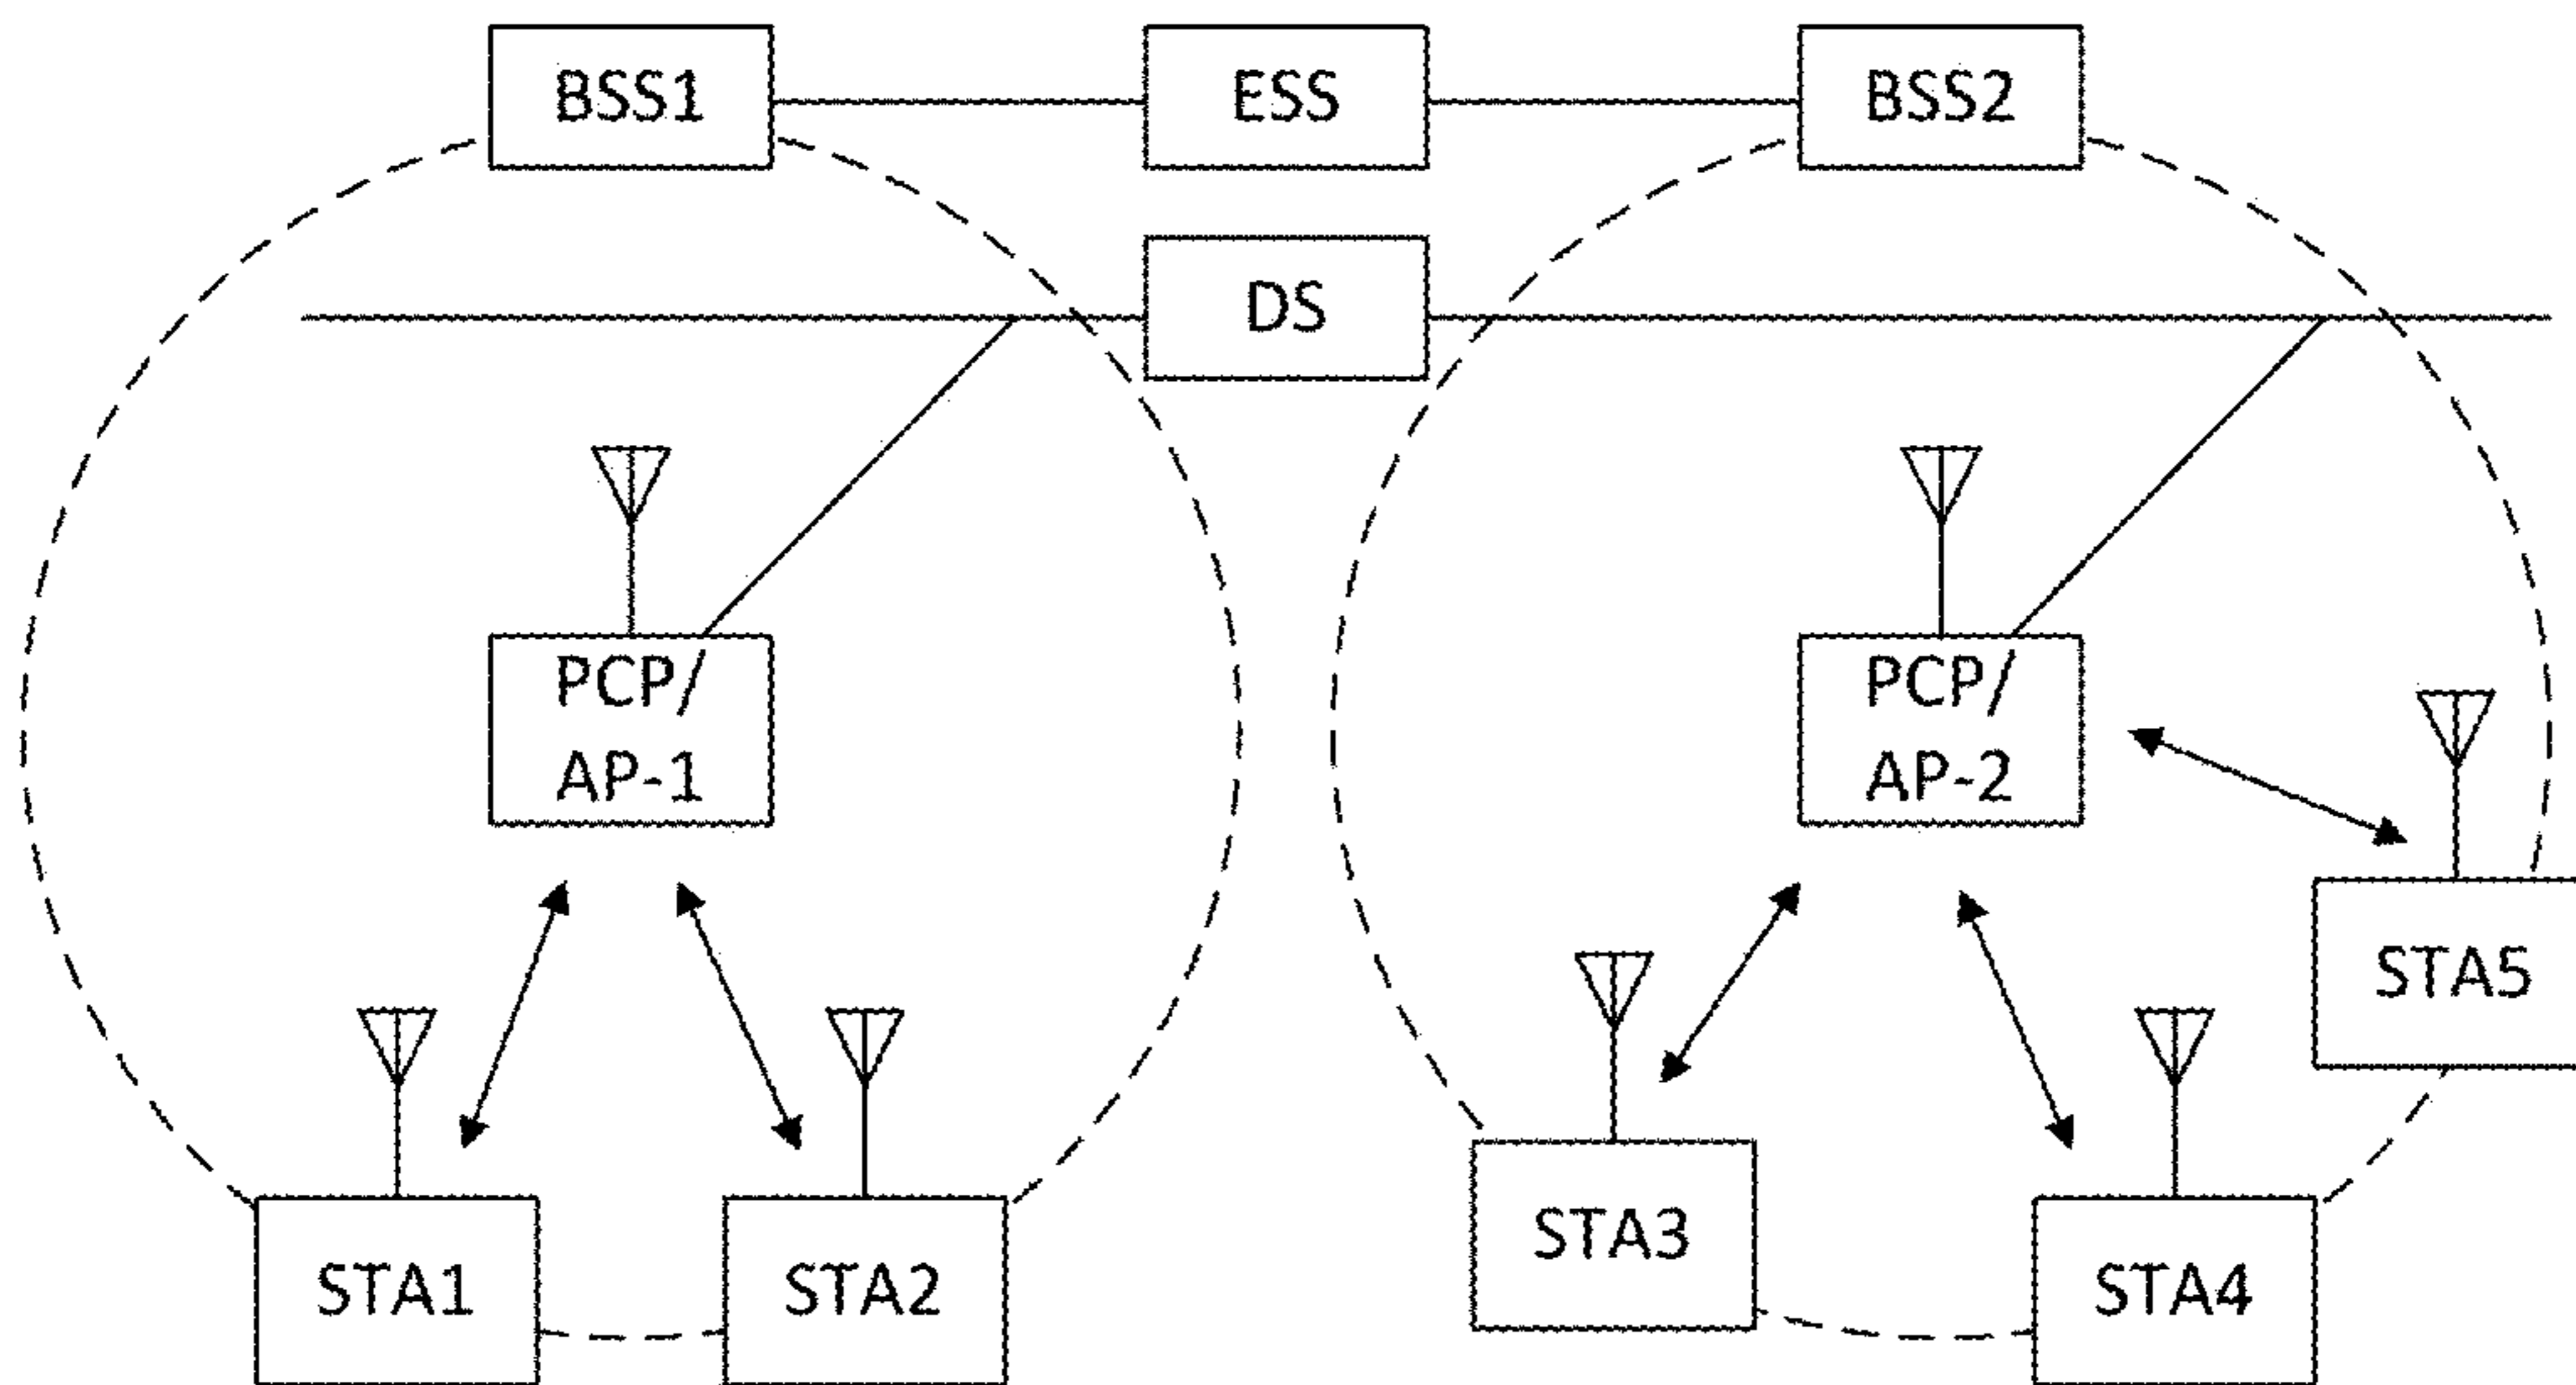 BSS1
ESS
BSS2
DS
PCP/
AP-1
PCP/
AP-2
STA5
STA3
STA4
STA1
STA2